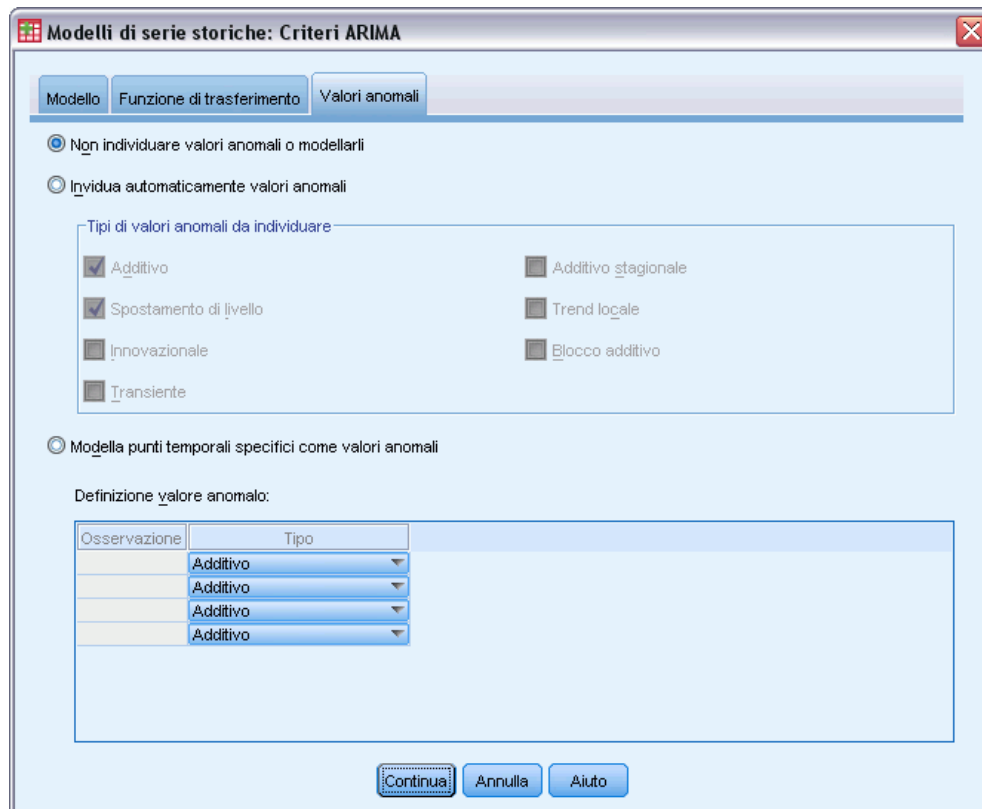 Modelli di serie storiche: Criteri ARIMA
Modello Funzione di trasferimento Valori anomali
Non individuare valori anomali o modellarli
Invidua automaticamente valori anomali
Tipi di valori anomali da individuare
Additivo Additivo stagionale
Spostamento di livello Trend locale
Innovazionale Blocco additivo
Transiente
Modella punti temporali specifici come valori anomali
Definizione valore anomalo:
Osservazione Tipo
Additivo
Additivo
Additivo
Additivo
Continua Annulla Aiuto